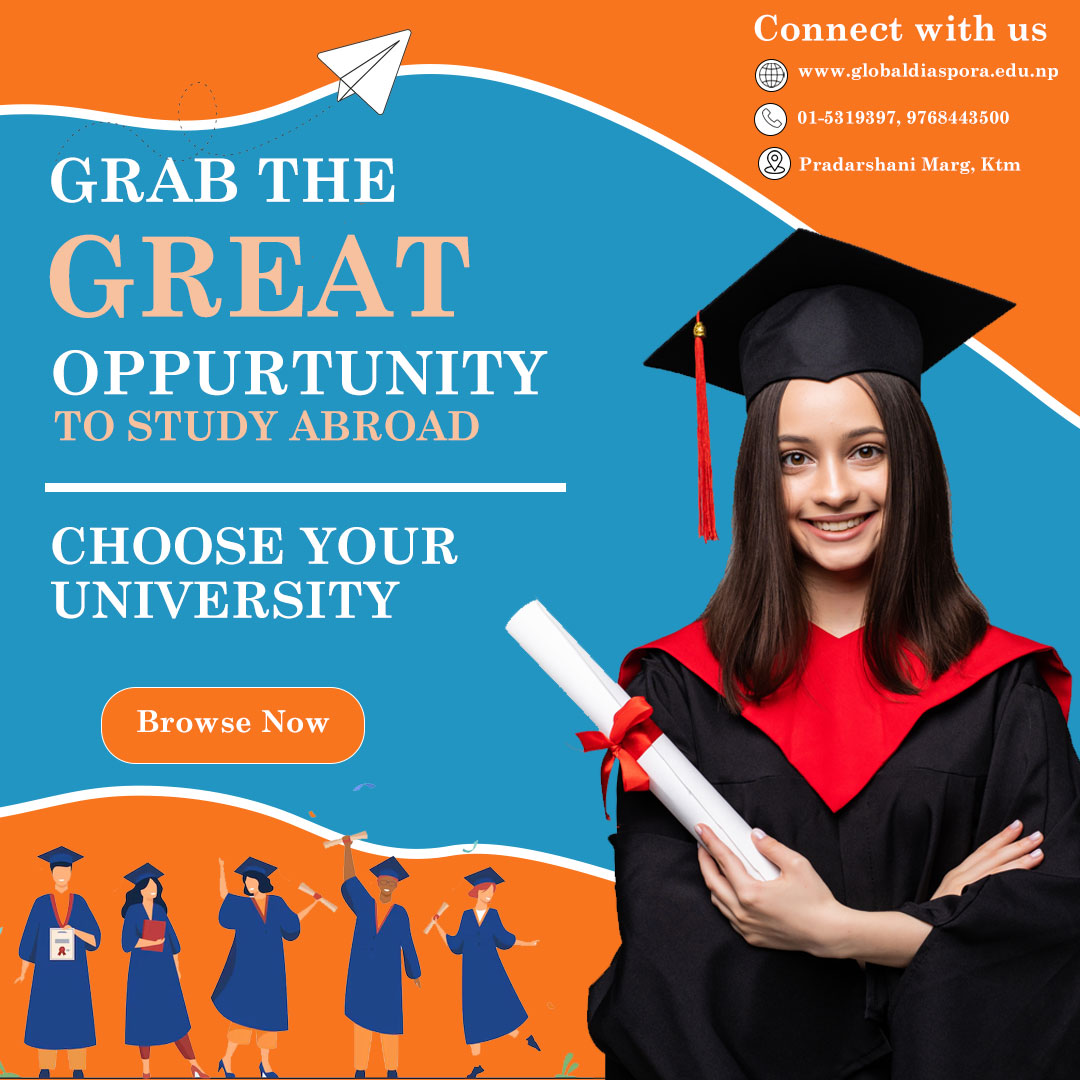 Connect with us
www.globaldiaspora.edu.np
01-5319397, 9768443500
Pradarshani Marg, Ktm
GRAB THE
GREAT
OPPURTUNITY
TO STUDY ABROAD
CHOOSE YOUR
UNIVERSITY
Browse Now